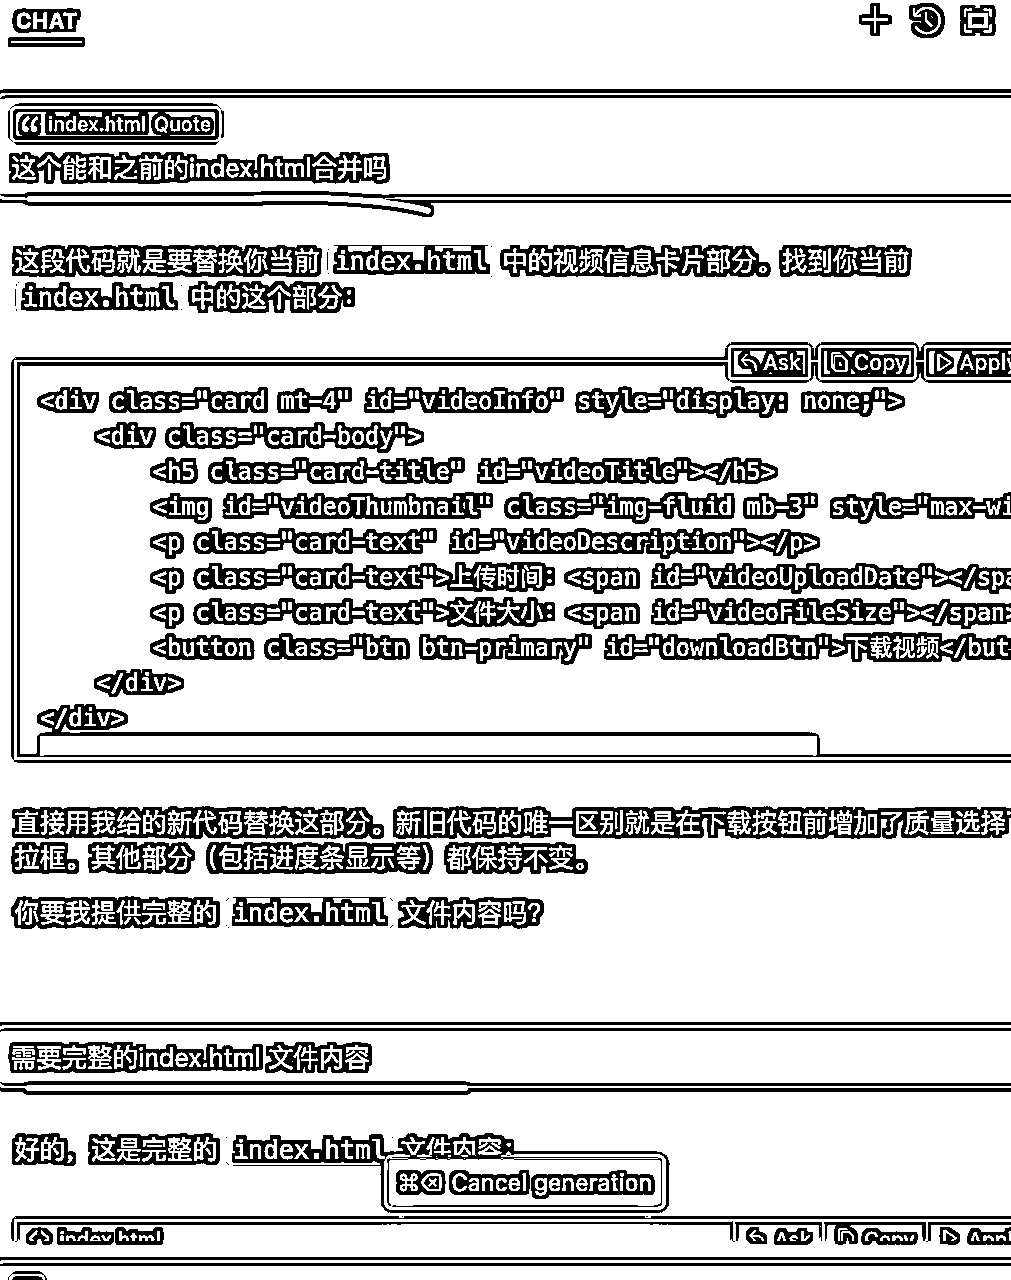 CHAT
index.html Quote
这个能和之前的index.html合并吗
这段代码就是要替换你当前 index.html 中的视频信息卡片部分。找到你当前
index.html 中的这个部分：
Ask Copy Apply
<div class="card mt-4" id="videoInfo" style="display: none;">
<div class="card-body">
<h5 class="card-title" id="videoTitle"></h5>
<img id="videoThumbnail" class="img-fluid mb-3" style="max-wi
<p class="card-text" id="videoDescription"></p>
<p class="card-text">上传时间：<span id="videoUploadDate"></spa
<p class="card-text">文件大小：<span id="videoFileSize"></span>
<button class="btn btn-primary" id="downloadBtn">下载视频</but
</div>
</div>
直接用我给的新代码替换这部分。新旧代码的唯一区别就是在下载按钮前增加了质量选择下
拉框。其他部分（包括进度条显示等）都保持不变。
你要我提供完整的 index.html 文件内容吗？
需要完整的index.html 文件内容
好的，这是完整的 index.html 文件内容：
⌘⌫ Cancel generation
index.html Ask Copy Appl